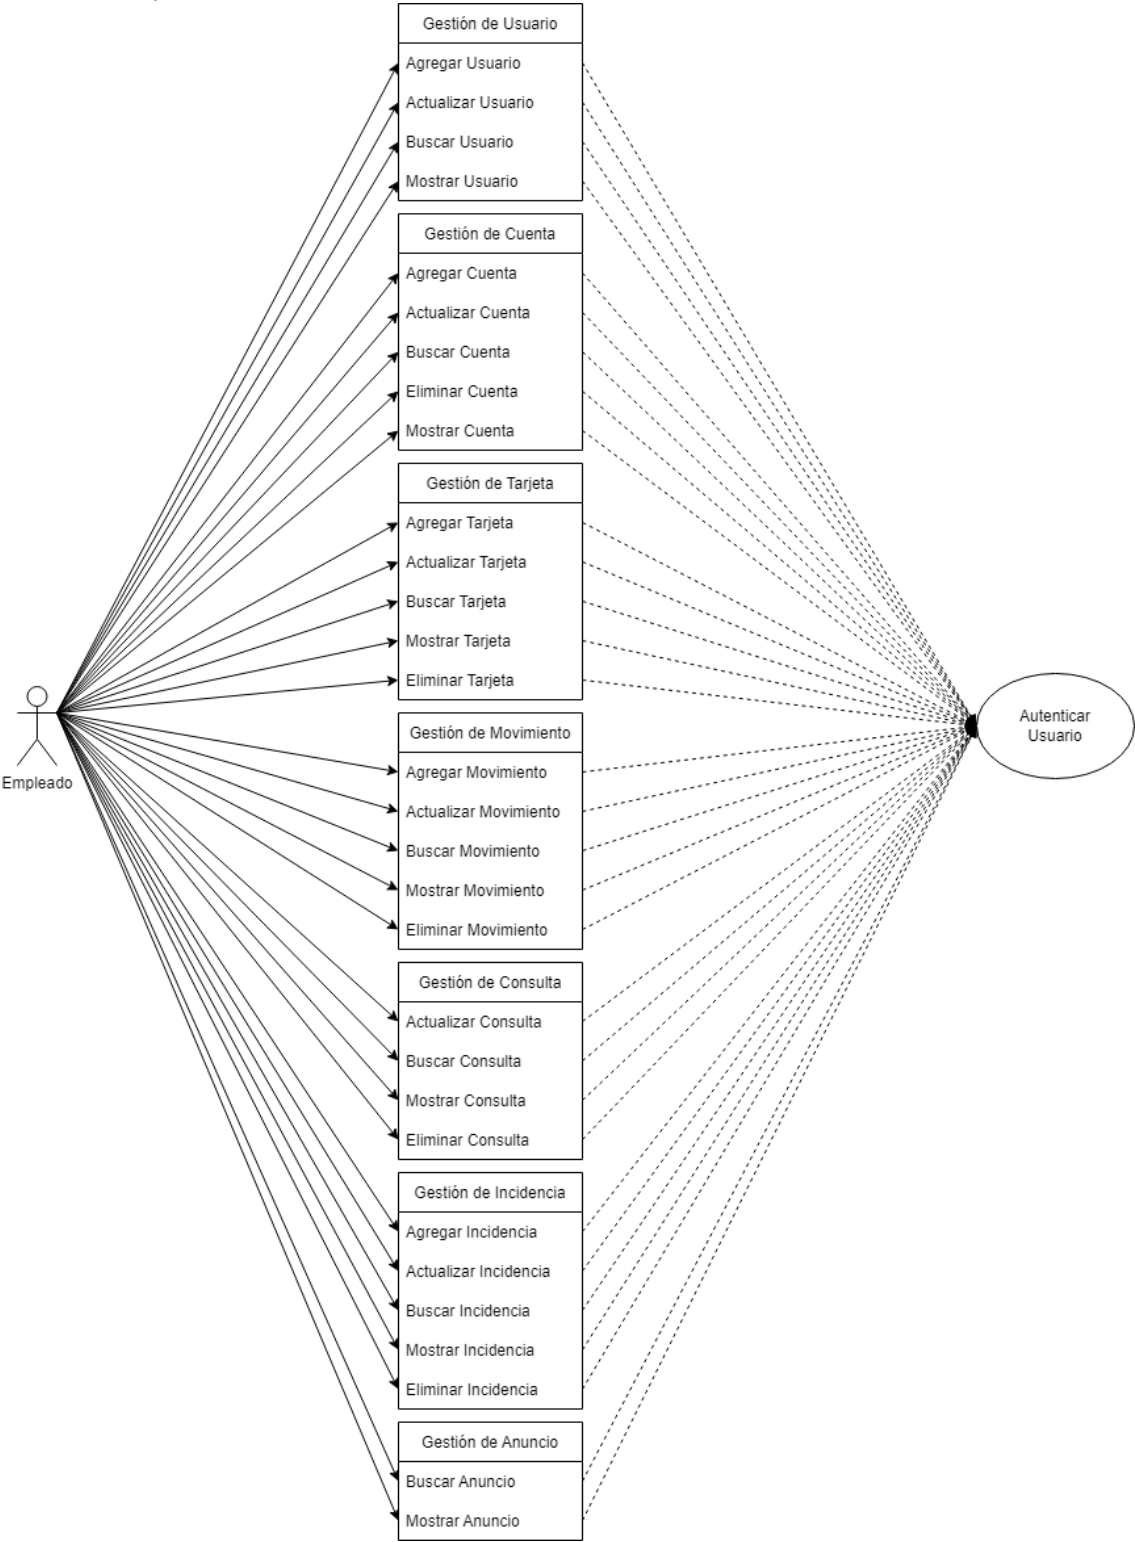 Gestión de Usuario
Agregar Usuario
Actualizar Usuario
Buscar Usuario
Mostrar Usuario
Gestión de Cuenta
Agregar Cuenta
Actualizar Cuenta
Buscar Cuenta
Eliminar Cuenta
Mostrar Cuenta
Gestión de Tarjeta
Agregar Tarjeta
Actualizar Tarjeta
Buscar Tarjeta
Mostrar Tarjeta
Eliminar Tarjeta
Empleado
Autenticar
Usuario
Gestión de Movimiento
Agregar Movimiento
Actualizar Movimiento
Buscar Movimiento
Mostrar Movimiento
Eliminar Movimiento
Gestión de Consulta
Actualizar Consulta
Buscar Consulta
Mostrar Consulta
Eliminar Consulta
Gestión de Incidencia
Agregar Incidencia
Actualizar Incidencia
Buscar Incidencia
Mostrar Incidencia
Eliminar Incidencia
Gestión de Anuncio
Buscar Anuncio
Mostrar Anuncio